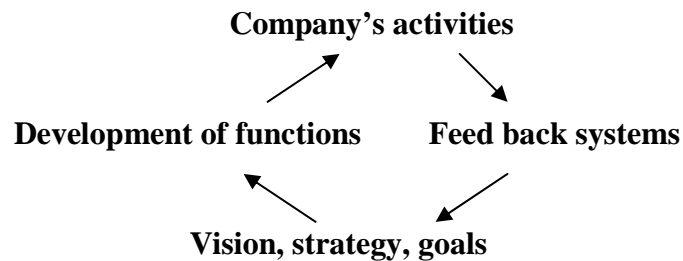 Company’s activities
Development of functions
Feed back systems
Vision, strategy, goals